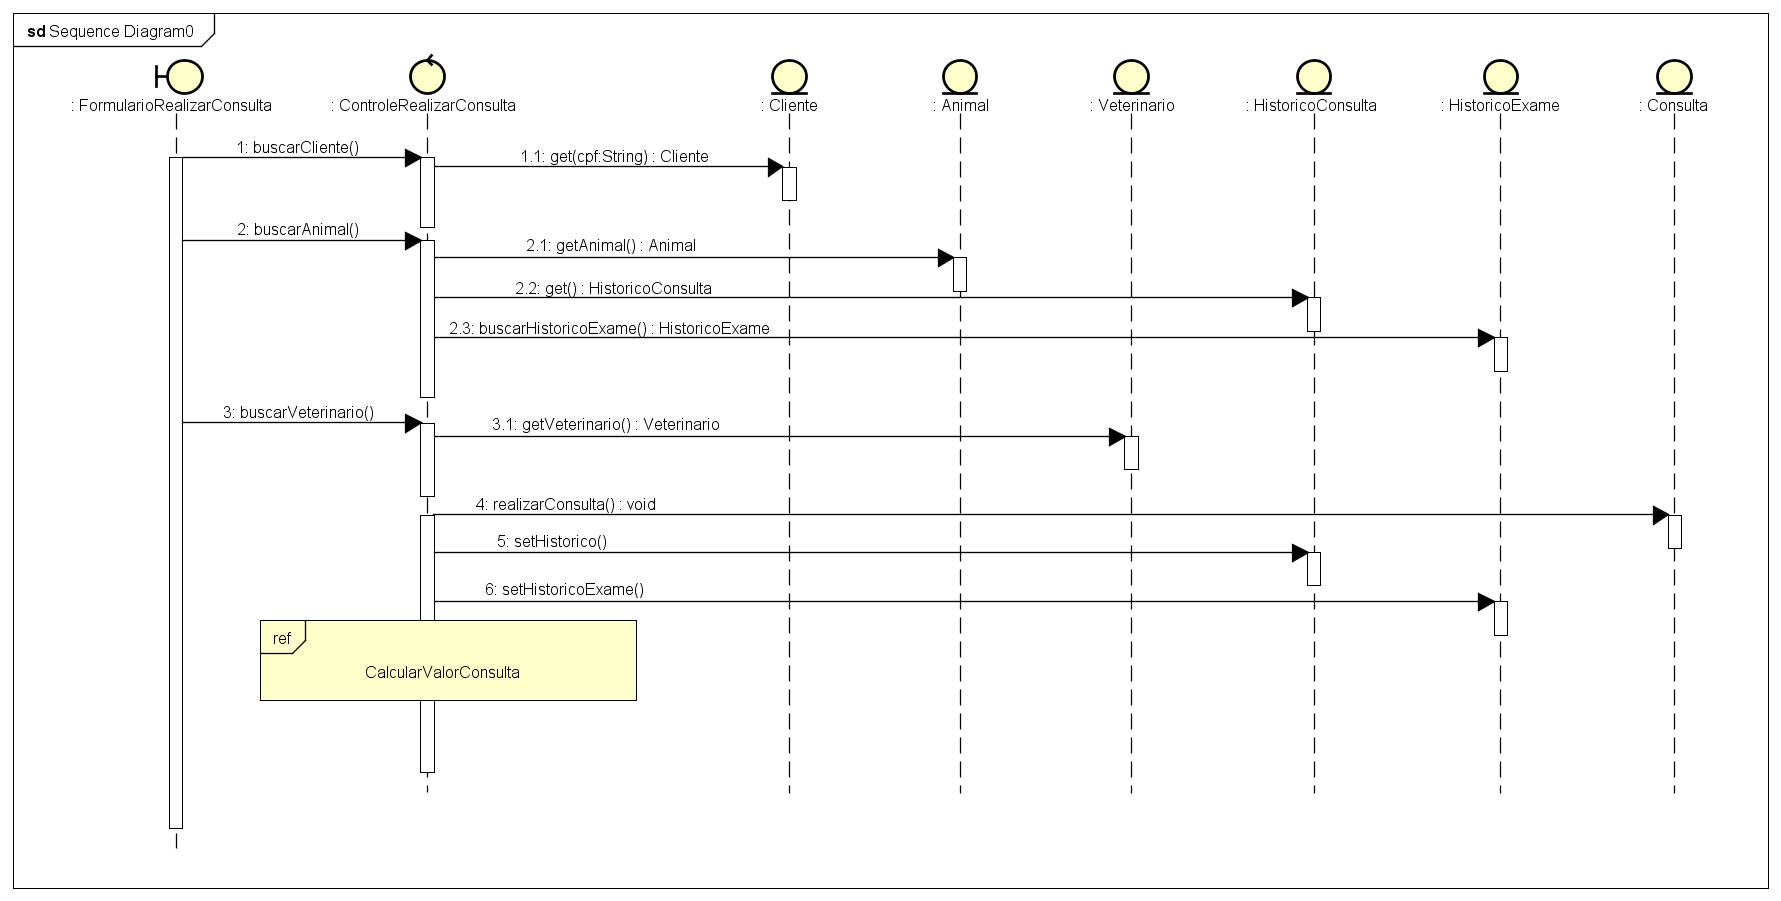 sd Sequence Diagram0
: FormularioRealizarConsulta
: ControleRealizarConsulta
: Cliente
: Animal
: Veterinario
: HistoricoConsulta
: HistoricoExame
: Consulta
1: buscarCliente()
1.1: get(cpf:String) : Cliente
2: buscarAnimal()
2.1: getAnimal() : Animal
2.2: get() : HistoricoConsulta
2.3: buscarHistoricoExame() : HistoricoExame
3: buscarVeterinario()
3.1: getVeterinario() : Veterinario
4: realizarConsulta() : void
5: setHistorico()
6: setHistoricoExame()
ref
CalcularValorConsulta